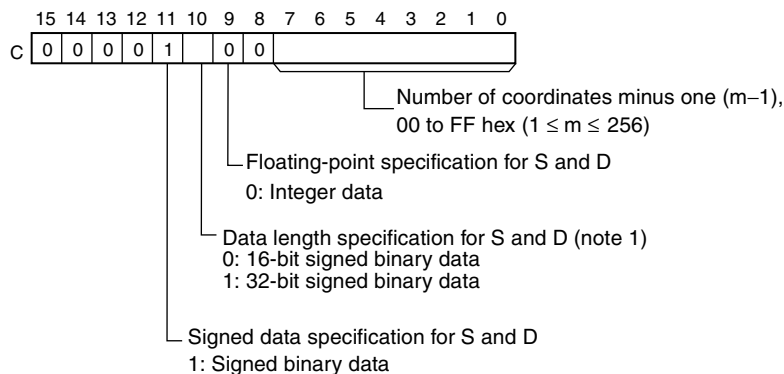 15 14 13 12 11 10 9 8 7 6 5 4 3 2 1 0
C 0 0 0 0 1 0 0
Number of coordinates minus one (m−1),
00 to FF hex (1 ≤ m ≤ 256)
Floating-point specification for S and D
0: Integer data
Data length specification for S and D (note 1)
0: 16-bit signed binary data
1: 32-bit signed binary data
Signed data specification for S and D
1: Signed binary data